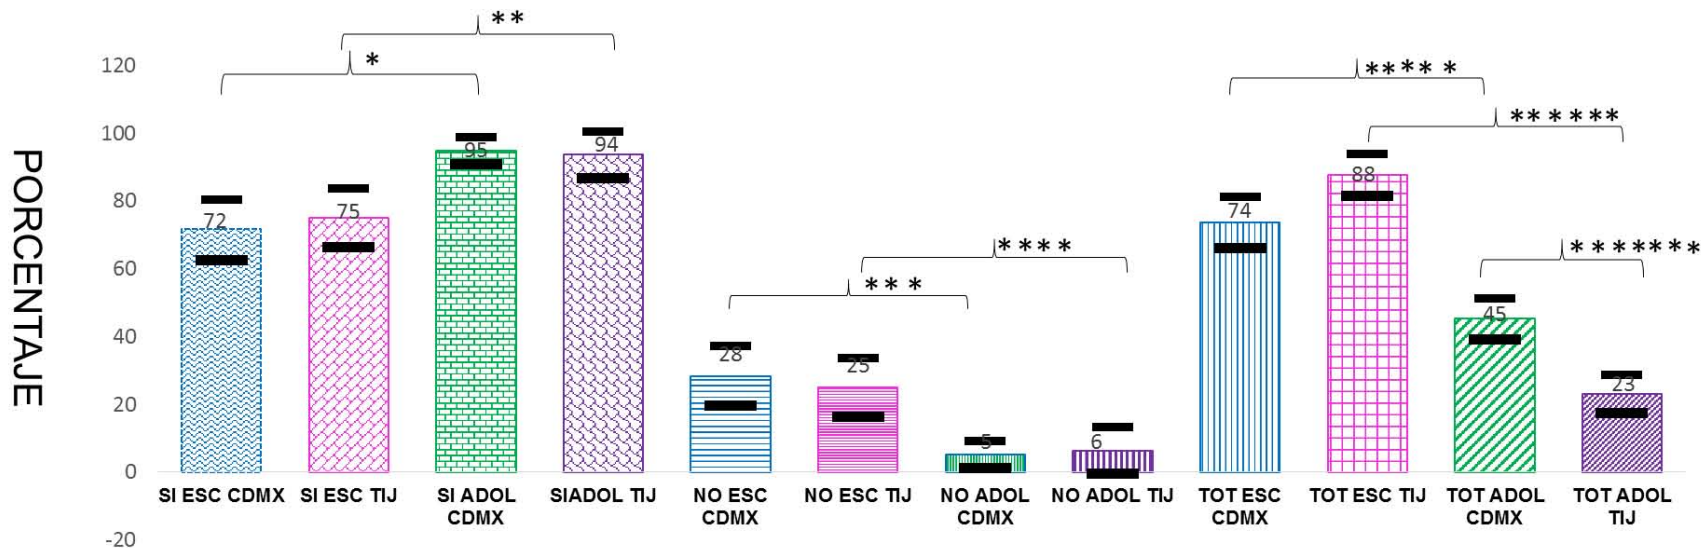 **
*
*****
******
****
***
*******
PORCENTAJE
120
100
80
60
40
20
0
-20
72
75
95
94
28
25
5
6
74
88
45
23
SI ESC CDMX
SI ESC TIJ
SI ADOL
CDMX
SIADOL TIJ
NO ESC
CDMX
NO ESC TIJ
NO ADOL
CDMX
NO ADOL TIJ
TOT ESC
CDMX
TOT ESC TIJ
TOT ADOL
CDMX
TOT ADOL
TIJ